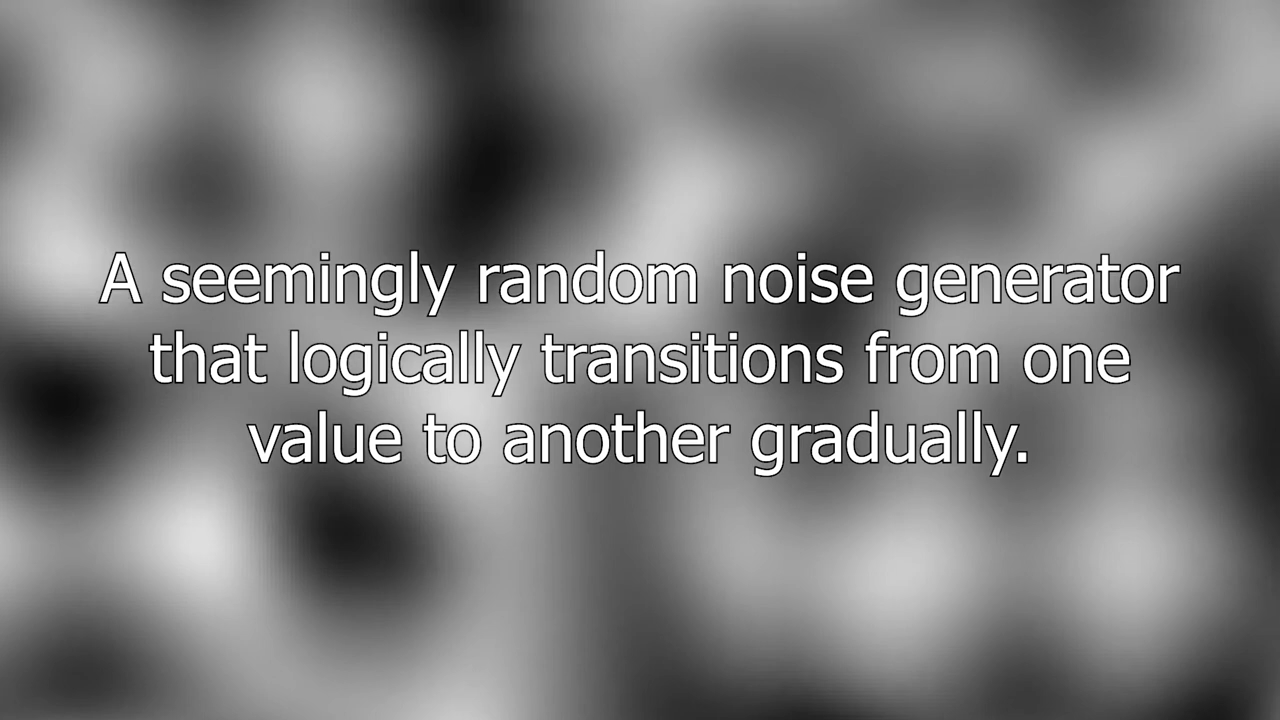 A seemingly random noise generator
that logically transitions from one
value to another gradually.